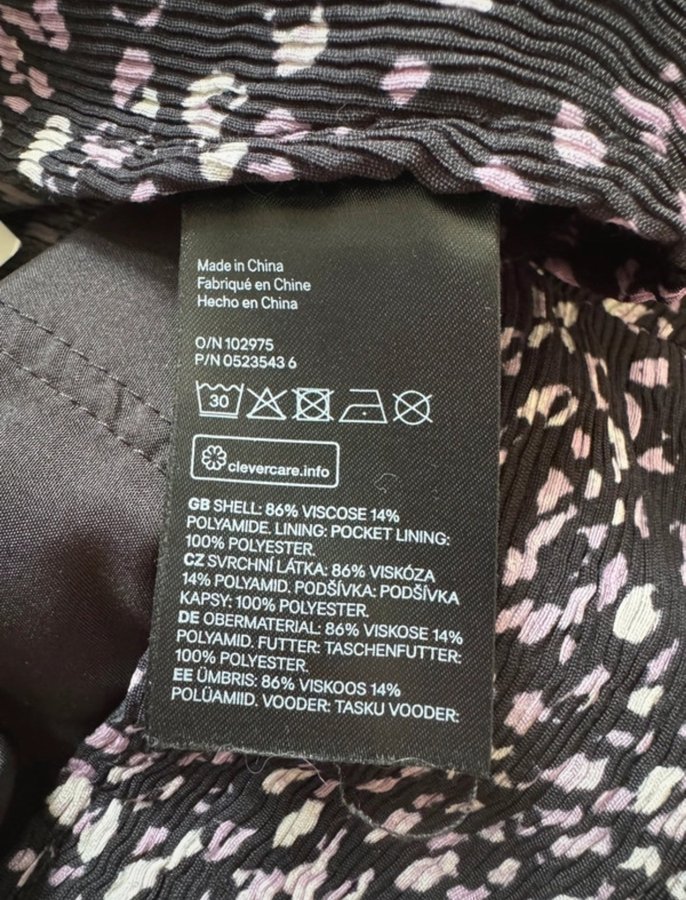 Made in China
Fabriqué en Chine
Hecho en China
O/N 102975
P/N 0523543 6
30
clevercare.info
GB SHELL: 86% VISCOSE 14%
POLYAMIDE. LINING: POCKET LINING:
100% POLYESTER.
CZ SVRCHNÍ LÁTKA: 86% VISKÓZA
14% POLYAMID. PODŠÍVKA: PODŠÍVKA
KAPSY: 100% POLYESTER.
DE OBERMATERIAL: 86% VISKOSE 14%
POLYAMID. FUTTER: TASCHENFUTTER:
100% POLYESTER.
EE ÜMBRIS: 86% VISKOOS 14%
POLÜAMIID. VOODER: TASKU VOODER: